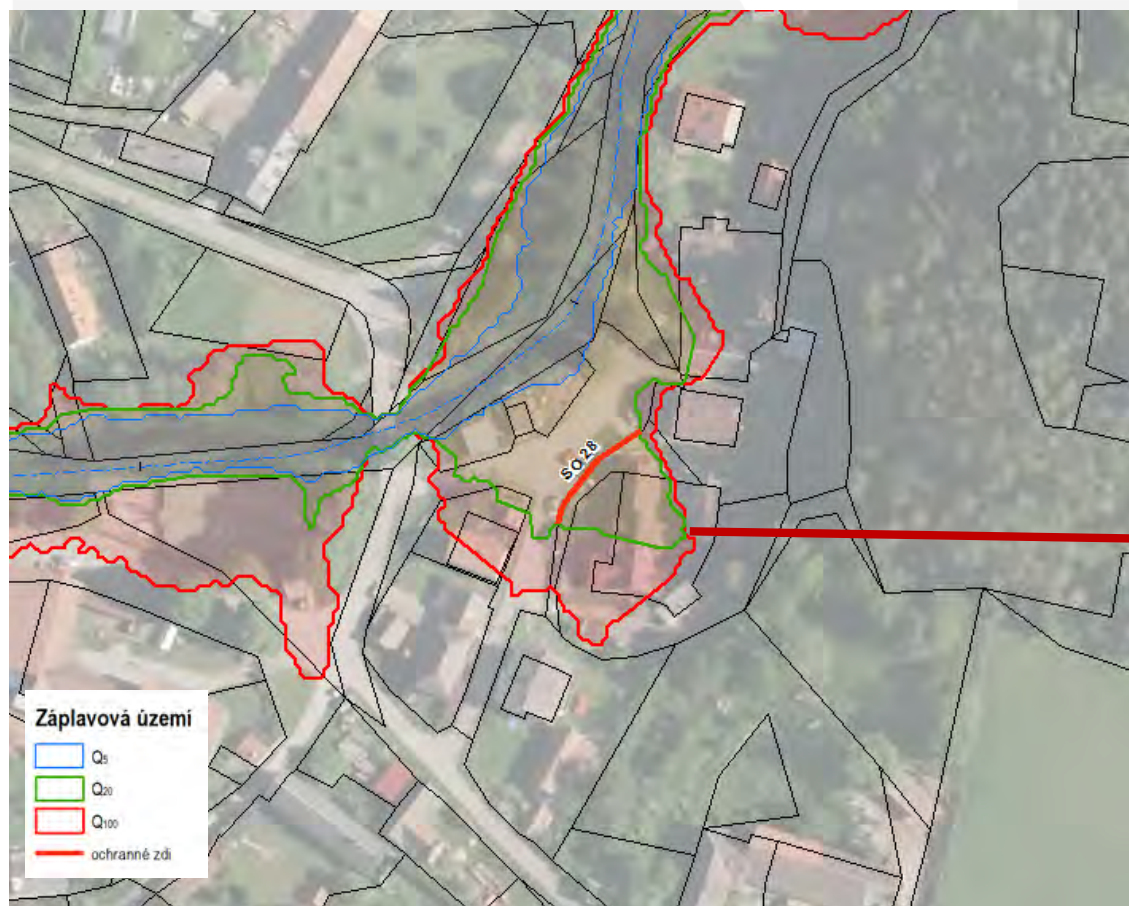 SO 28
Záplavová území
Q5
Q20
Q100
ochranné zdi